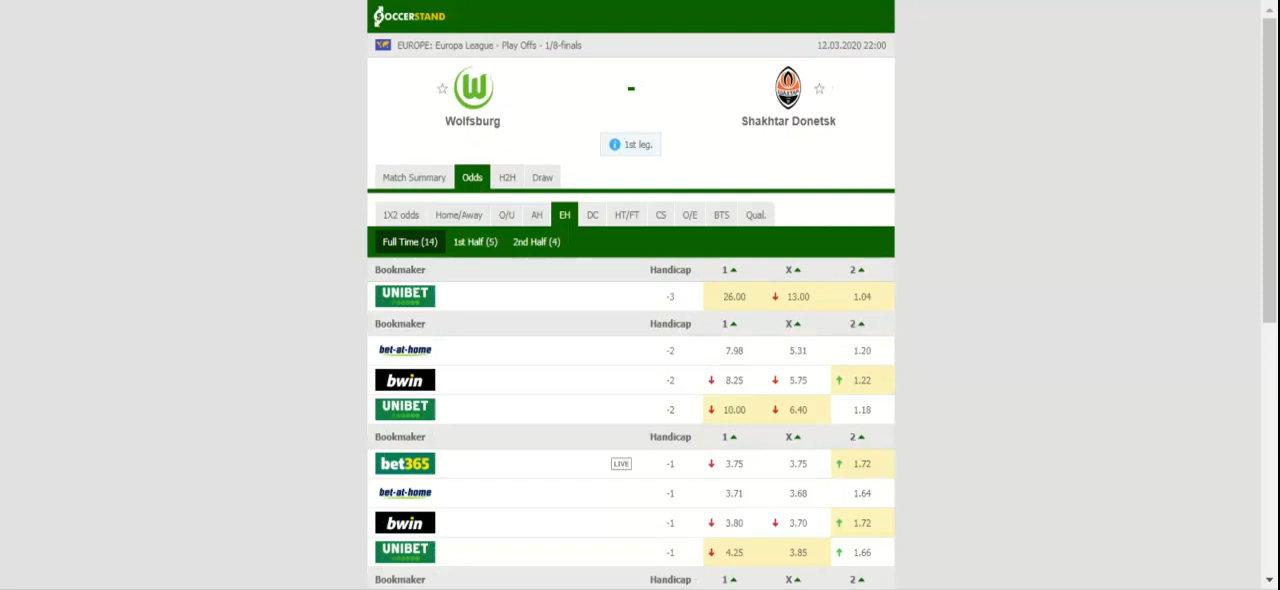 SOCCERSTAND
EUROPE: Europa League - Play Offs - 1/8-finals 12.03.2020 22:00
Wolfsburg - Shakhtar Donetsk
1st leg.
Match Summary Odds H2H Draw
1X2 odds Home/Away O/U AH EH DC HT/FT CS O/E BTS Qual.
Full Time (14) 1st Half (5) 2nd Half (4)
Bookmaker Handicap 1 X 2
UNIBET -3 26.00 13.00 1.04
Bookmaker Handicap 1 X 2
bet-at-home -2 7.98 5.31 1.20
bwin -2 8.25 5.75 1.22
UNIBET -2 10.00 6.40 1.18
Bookmaker Handicap 1 X 2
bet365 LIVE -1 3.75 3.75 1.72
bet-at-home -1 3.71 3.68 1.64
bwin -1 3.80 3.70 1.72
UNIBET -1 4.25 3.85 1.66
Bookmaker Handicap 1 X 2